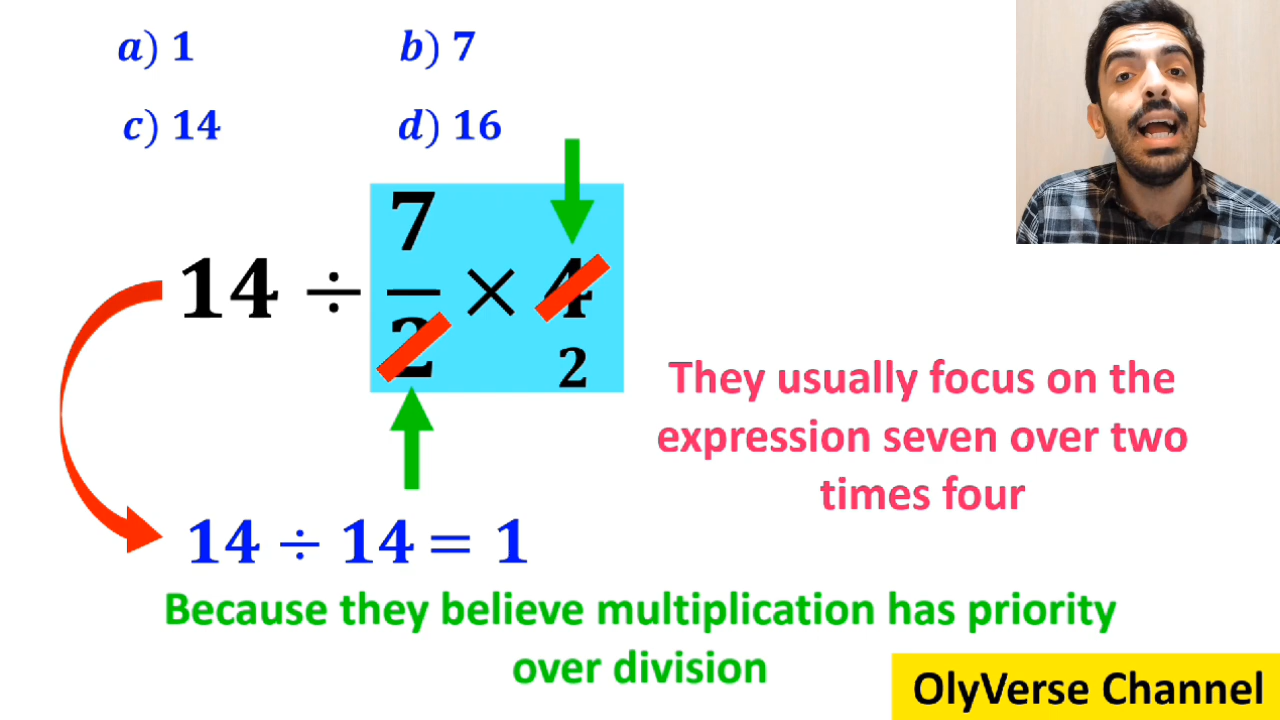 a) 1 b) 7
c) 14 d) 16
14 ÷ 7/2 × 4
2
They usually focus on the
expression seven over two
times four
14 ÷ 14 = 1
Because they believe multiplication has priority
over division
OlyVerse Channel